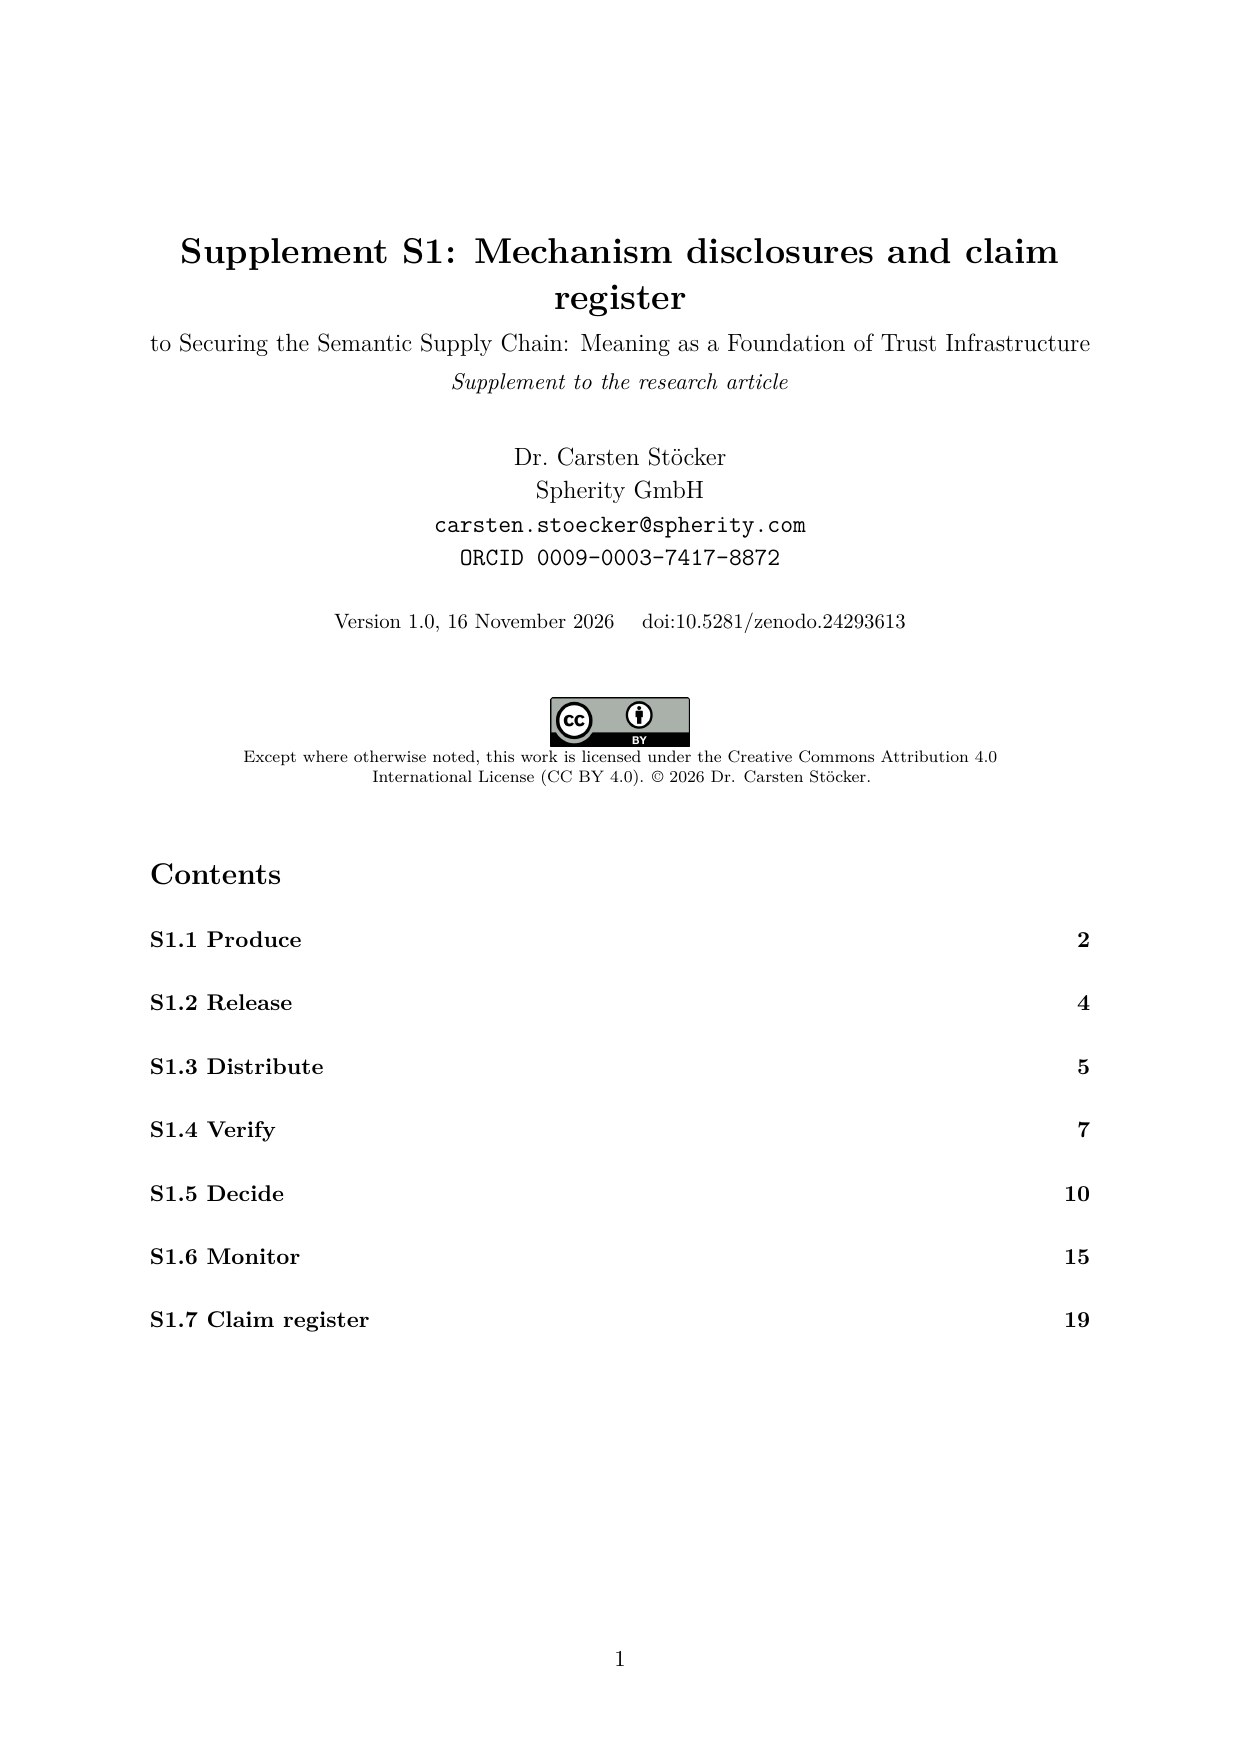 Supplement S1: Mechanism disclosures and claim
register
to Securing the Semantic Supply Chain: Meaning as a Foundation of Trust Infrastructure
Supplement to the research article
Dr. Carsten Stöcker
Spherity GmbH
carsten.stoecker@spherity.com
ORCID 0009-0003-7417-8872
Version 1.0, 16 November 2026 doi:10.5281/zenodo.24293613
CC
BY
Except where otherwise noted, this work is licensed under the Creative Commons Attribution 4.0
International License (CC BY 4.0). © 2026 Dr. Carsten Stöcker.
Contents
S1.1 Produce 2
S1.2 Release 4
S1.3 Distribute 5
S1.4 Verify 7
S1.5 Decide 10
S1.6 Monitor 15
S1.7 Claim register 19
1